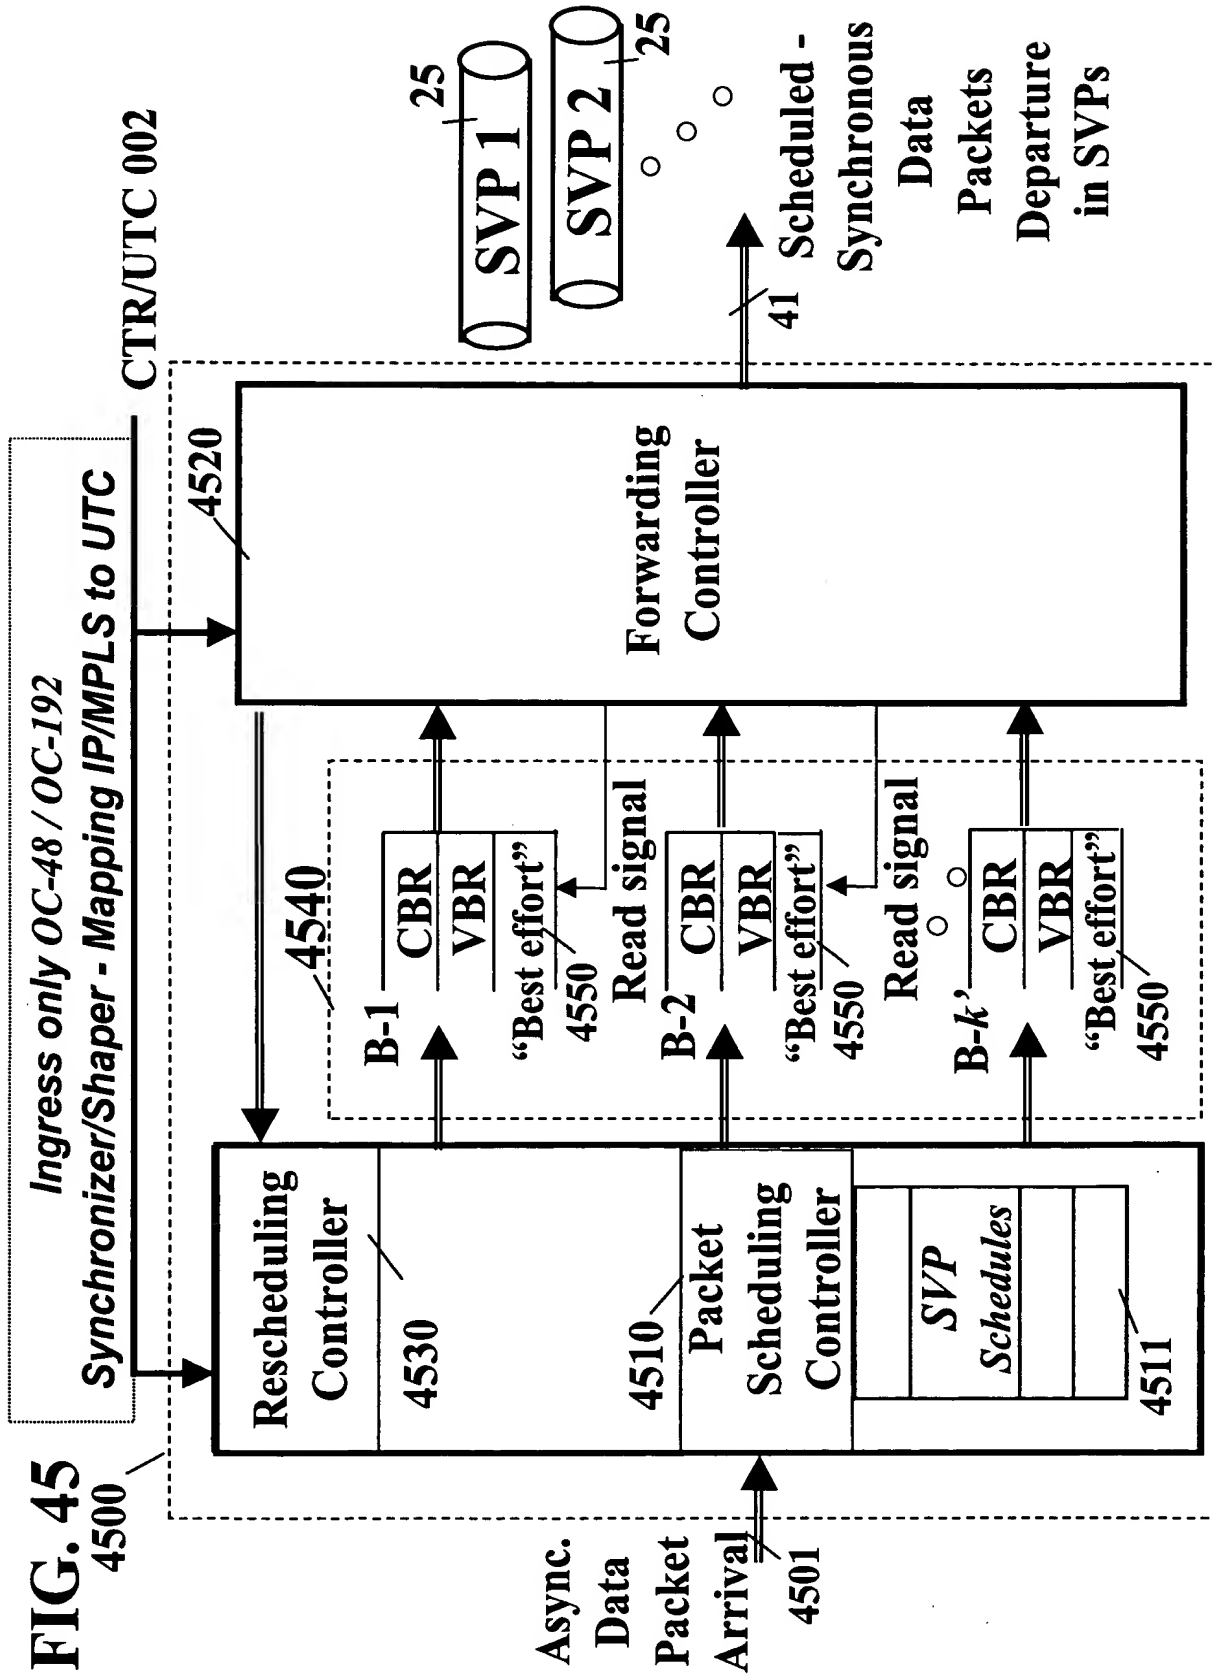 FIG. 45
Ingress only OC-48 / OC-192
Synchronizer/Shaper - Mapping IP/MPLS to UTC
CTR/UTC 002
4500
4520
Rescheduling
Controller
4530
4510
Packet
Scheduling
Controller
SVP
Schedules
4511
Async.
Data
Packet
Arrival
4501
4540
B-1
CBR
VBR
“Best effort”
4550
Read signal
B-2
CBR
VBR
“Best effort”
4550
Read signal
B-k’
CBR
VBR
“Best effort”
4550
Forwarding
Controller
25
SVP 1
SVP 2
25
41
Scheduled -
Synchronous
Data
Packets
Departure
in SVPs